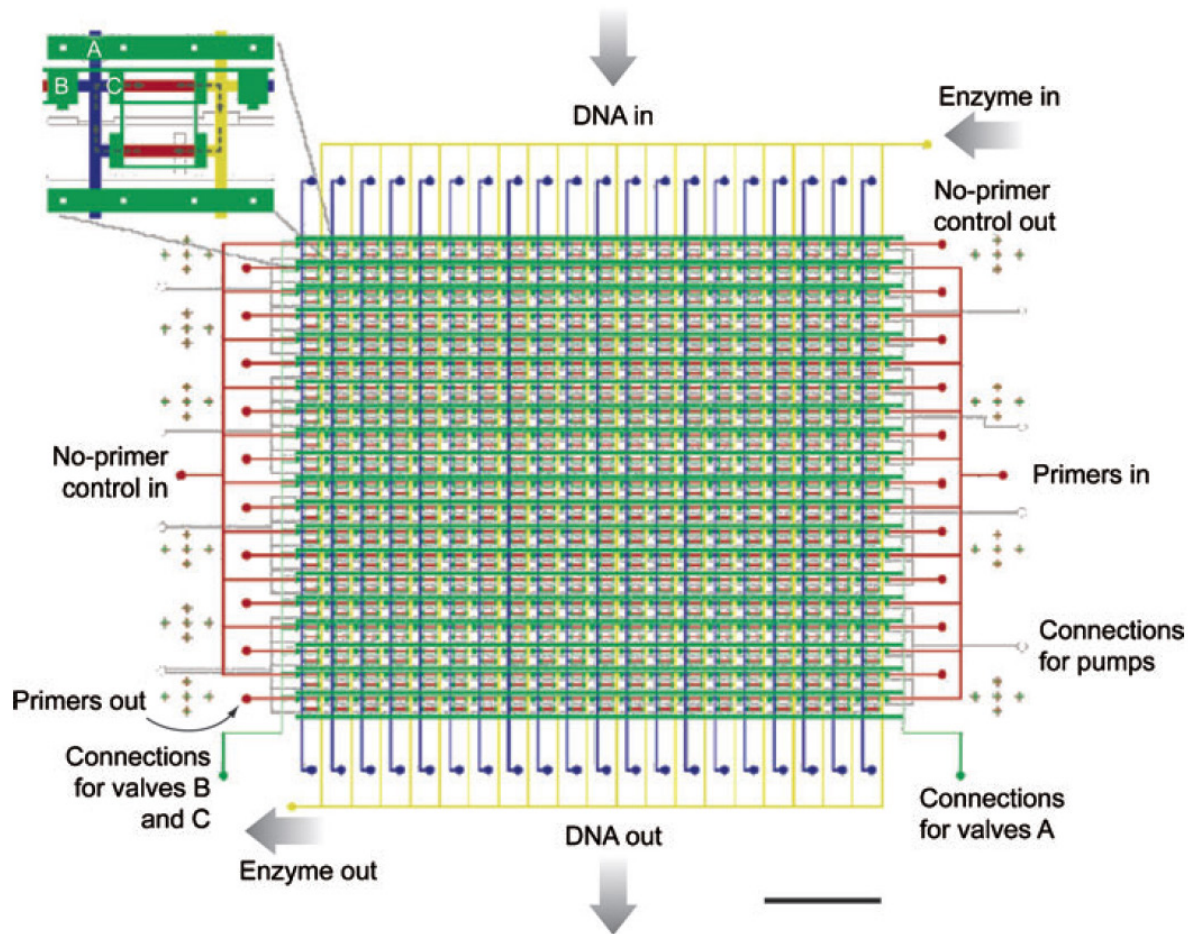 A
B
C
DNA in
Enzyme in
No-primer
control out
No-primer
control in
Primers in
Connections
for pumps
Primers out
Connections
for valves B
and C
Connections
for valves A
DNA out
Enzyme out